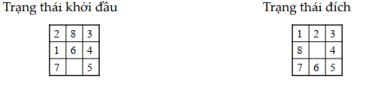 Trạng thái khởi đầu
Trạng thái đích
2 8 3
1 6 4
7 5
1 2 3
8 4
7 6 5